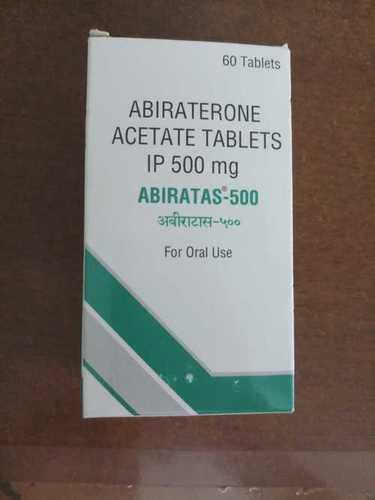 60 Tablets
ABIRATERONE
ACETATE TABLETS
IP 500 mg
ABIRATAS®-500
अबीराटास-५००
For Oral Use